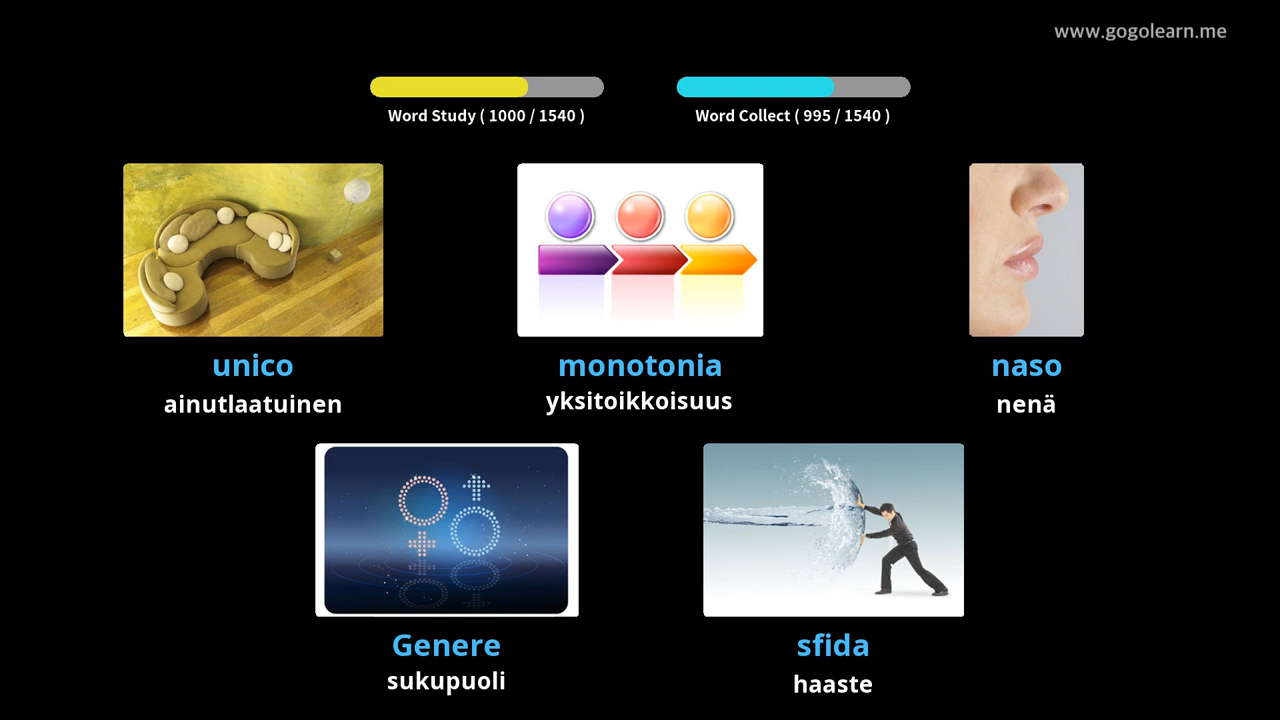 www.gogolearn.me
Word Study ( 1000 / 1540 )
Word Collect ( 995 / 1540 )
unico
ainutlaatuinen
monotonia
yksitoikkoisuus
naso
nenä
Genere
sukupuoli
sfida
haaste